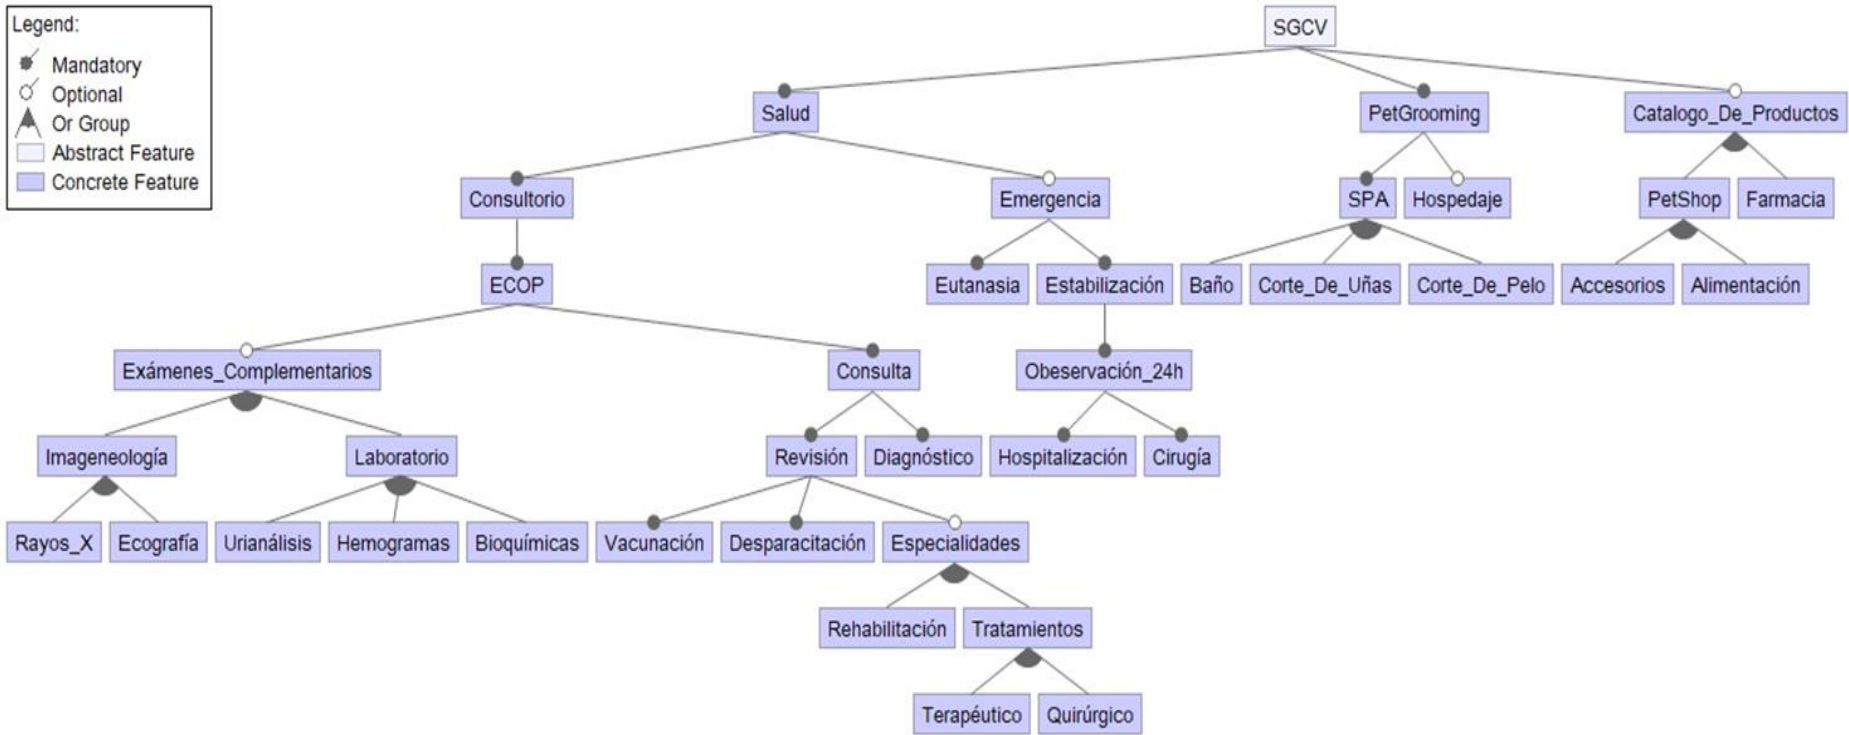 Legend:
Mandatory
Optional
Or Group
Abstract Feature
Concrete Feature
SGCV
Salud
PetGrooming
Catalogo_De_Productos
Consultorio
Emergencia
SPA
Hospedaje
PetShop
Farmacia
ECOP
Eutanasia
Estabilización
Baño
Corte_De_Uñas
Corte_De_Pelo
Accesorios
Alimentación
Exámenes_Complementarios
Consulta
Obeservación_24h
Imageneología
Laboratorio
Revisión
Diagnóstico
Hospitalización
Cirugía
Rayos_X
Ecografía
Urianálisis
Hemogramas
Bioquímicas
Vacunación
Desparacitación
Especialidades
Rehabilitación
Tratamientos
Terapéutico
Quirúrgico